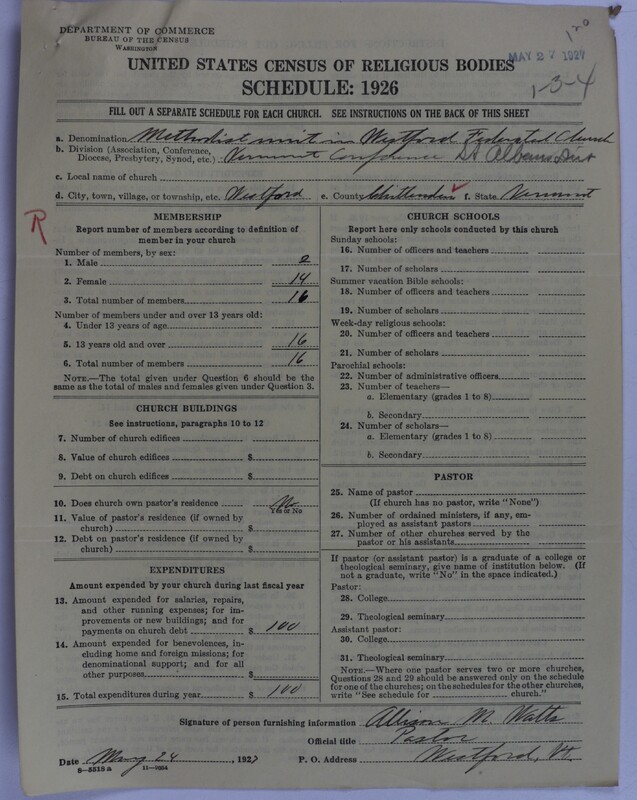 DEPARTMENT OF COMMERCE
BUREAU OF THE CENSUS
WASHINGTON
120
MAY 27 1927
1-3-4
UNITED STATES CENSUS OF RELIGIOUS BODIES
SCHEDULE: 1926
FILL OUT A SEPARATE SCHEDULE FOR EACH CHURCH. SEE INSTRUCTIONS ON THE BACK OF THIS SHEET
a. Denomination Methodist unit in Westford Federated Church
b. Division (Association, Conference,
Diocese, Presbytery, Synod, etc.) Vermont Conference St Albans Dist
c. Local name of church
d. City, town, village, or township, etc. Westford e. County Chittenden f. State Vermont
R
MEMBERSHIP
Report number of members according to definition of
member in your church
Number of members, by sex:
1. Male 2
2. Female 14
3. Total number of members 16
Number of members under and over 13 years old:
4. Under 13 years of age
5. 13 years old and over 16
6. Total number of members 16
NOTE.—The total given under Question 6 should be
same as the total of males and females given under Question 3.
CHURCH BUILDINGS
See instructions, paragraphs 10 to 12
7. Number of church edifices
8. Value of church edifices $
9. Debt on church edifices $
10. Does church own pastor's residence No
Yes or No
11. Value of pastor's residence (if owned by
church) $
12. Debt on pastor's residence (if owned by
church) $
EXPENDITURES
Amount expended by your church during last fiscal year
13. Amount expended for salaries, repairs,
and other running expenses; for im-
provements or new buildings; and for
payments on church debt $ 100
14. Amount expended for benevolences, in-
cluding home and foreign missions; for
denominational support; and for all
other purposes $
15. Total expenditures during year $ 100
CHURCH SCHOOLS
Report here only schools conducted by this church
Sunday schools:
16. Number of officers and teachers
17. Number of scholars
Summer vacation Bible schools:
18. Number of officers and teachers
19. Number of scholars
Week-day religious schools:
20. Number of officers and teachers
21. Number of scholars
Parochial schools:
22. Number of administrative officers
23. Number of teachers—
a. Elementary (grades 1 to 8)
b. Secondary
24. Number of scholars—
a. Elementary (grades 1 to 8)
b. Secondary
PASTOR
25. Name of pastor
(If church has no pastor, write "None")
26. Number of ordained ministers, if any, em-
ployed as assistant pastors
27. Number of other churches served by the
pastor or his assistants
If pastor (or assistant pastor) is a graduate of a college or
theological seminary, give name of institution below. (If
not a graduate, write "No" in the space indicated.)
Pastor:
28. College
29. Theological seminary
Assistant pastor:
30. College
31. Theological seminary
NOTE.—Where one pastor serves two or more churches,
Questions 28 and 29 should be answered only on the schedule
for one of the churches; on the schedules for the other churches,
write "See schedule for church."
Signature of person furnishing information Allison M. Watts
Official title Pastor
Date May 24, 1927 P. O. Address Westford, Vt.
8-5518a 11-9054